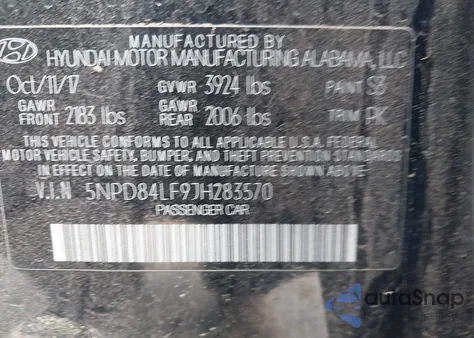 MANUFACTURED BY
HYUNDAI MOTOR MANUFACTURING ALABAMA, LLC
Oct/11/17 GVWR 3924 lbs PAINT S3
GAWR FRONT 2183 lbs GAWR REAR 2006 lbs TRIM PK
THIS VEHICLE CONFORMS TO ALL APPLICABLE U.S.A FEDERAL
MOTOR VEHICLE SAFETY, BUMPER, AND THEFT PREVENTION STANDARDS
IN EFFECT ON THE DATE OF MANUFACTURE SHOWN ABOVE.
V.I.N 5NPD84LF9JH283570
PASSENGER CAR
autoSnap